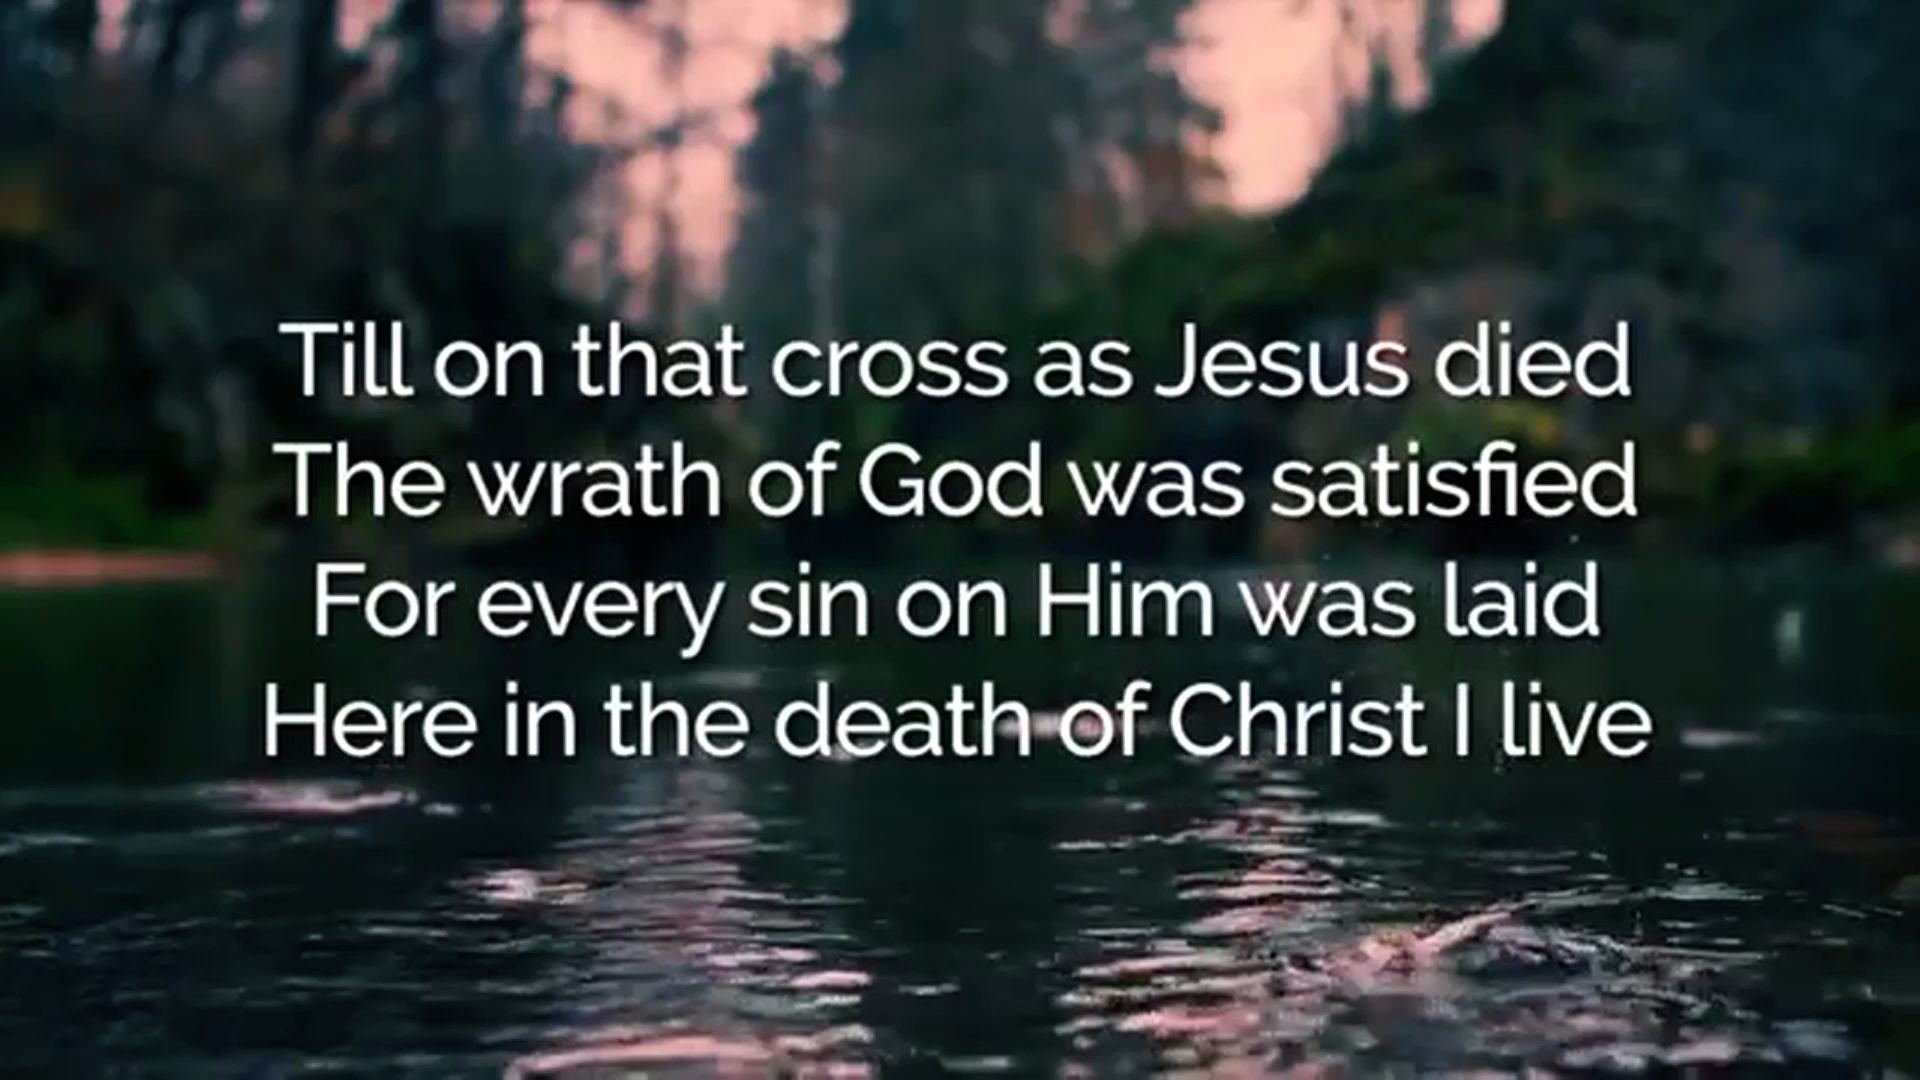 Till on that cross as Jesus died
The wrath of God was satisfied
For every sin on Him was laid
Here in the death of Christ I live